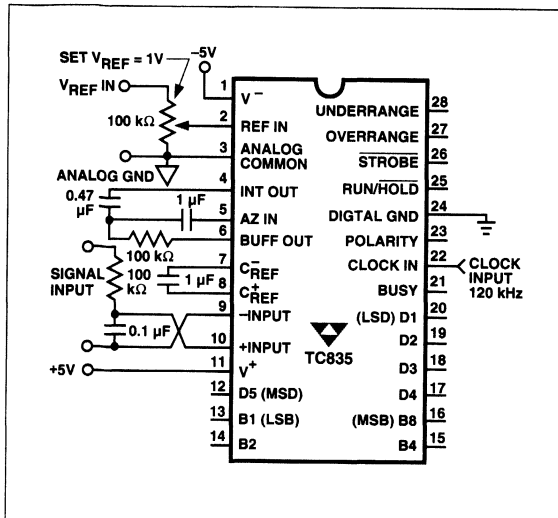 SET VREF = 1V
–5V
VREF IN
100 kΩ
ANALOG GND
0.47
µF
1 µF
100 kΩ
SIGNAL
INPUT
100
kΩ
1 µF
0.1 µF
+5V
1
V–
2
REF IN
3
ANALOG
COMMON
4
INT OUT
5
AZ IN
6
BUFF OUT
7
C–REF
8
C+REF
9
–INPUT
10
+INPUT
11
V+
12
D5 (MSD)
13
B1 (LSB)
14
B2
TC835
UNDERRANGE
28
OVERRANGE
27
STROBE
26
RUN/HOLD
25
DIGTAL GND
24
POLARITY
23
CLOCK IN
22
CLOCK
INPUT
120 kHz
BUSY
21
(LSD) D1
20
D2
19
D3
18
D4
17
(MSB) B8
16
B4
15